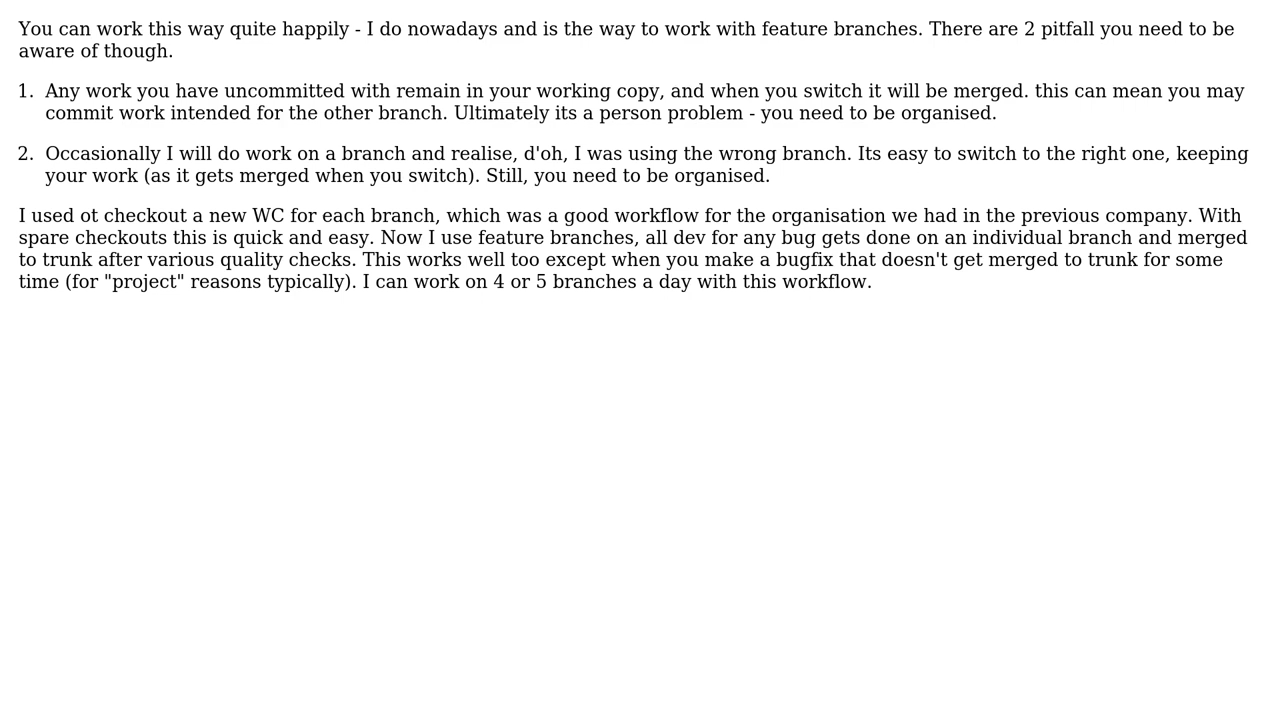 You can work this way quite happily - I do nowadays and is the way to work with feature branches. There are 2 pitfall you need to be
aware of though.
1. Any work you have uncommitted with remain in your working copy, and when you switch it will be merged. this can mean you may
commit work intended for the other branch. Ultimately its a person problem - you need to be organised.
2. Occasionally I will do work on a branch and realise, d'oh, I was using the wrong branch. Its easy to switch to the right one, keeping
your work (as it gets merged when you switch). Still, you need to be organised.
I used ot checkout a new WC for each branch, which was a good workflow for the organisation we had in the previous company. With
spare checkouts this is quick and easy. Now I use feature branches, all dev for any bug gets done on an individual branch and merged
to trunk after various quality checks. This works well too except when you make a bugfix that doesn't get merged to trunk for some
time (for "project" reasons typically). I can work on 4 or 5 branches a day with this workflow.